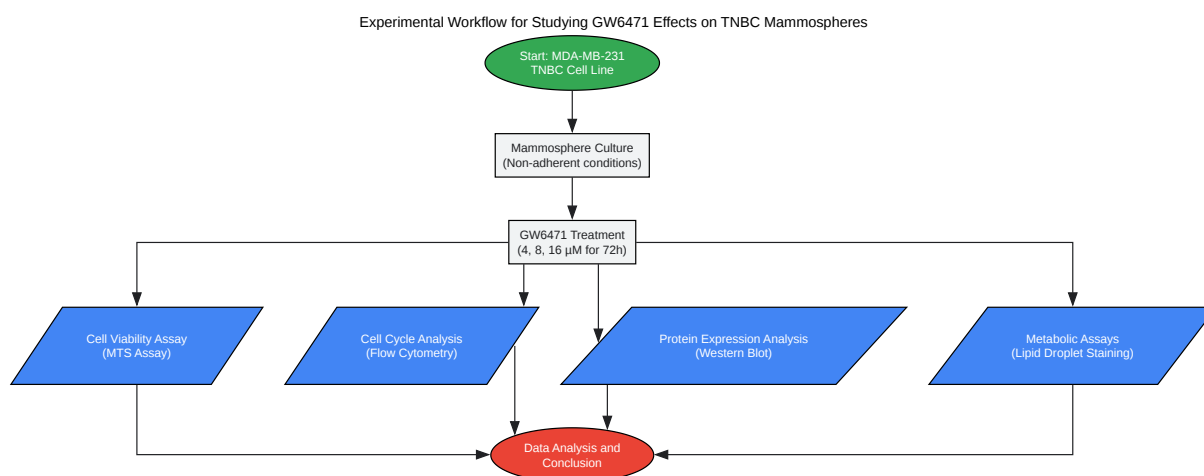 Experimental Workflow for Studying GW6471 Effects on TNBC Mammospheres
Start: MDA-MB-231
TNBC Cell Line
Mammosphere Culture
(Non-adherent conditions)
GW6471 Treatment
(4, 8, 16 µM for 72h)
Cell Viability Assay
(MTS Assay)
Cell Cycle Analysis
(Flow Cytometry)
Protein Expression Analysis
(Western Blot)
Metabolic Assays
(Lipid Droplet Staining)
Data Analysis and
Conclusion